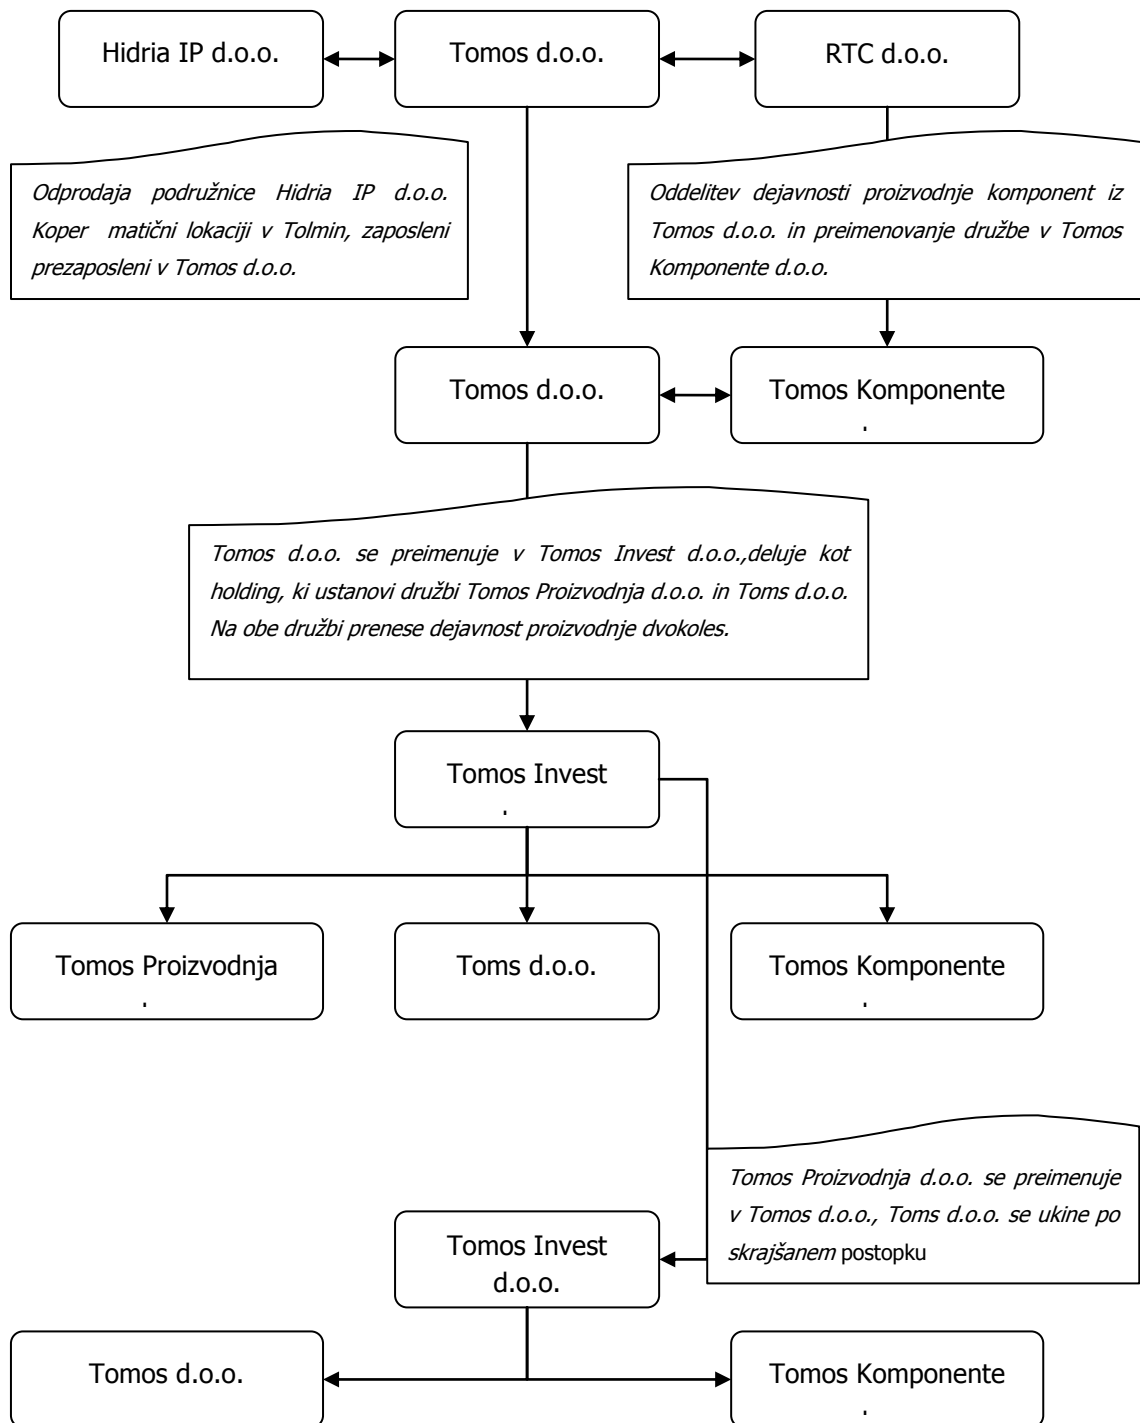 Hidria IP d.o.o.
Tomos d.o.o.
RTC d.o.o.
Odprodaja podružnice Hidria IP d.o.o.
Koper matični lokaciji v Tolmin, zaposleni
prezaposleni v Tomos d.o.o.
Oddelitev dejavnosti proizvodnje komponent iz
Tomos d.o.o. in preimenovanje družbe v Tomos
Komponente d.o.o.
Tomos d.o.o.
Tomos Komponente
Tomos d.o.o. se preimenuje v Tomos Invest d.o.o.,deluje kot
holding, ki ustanovi družbi Tomos Proizvodnja d.o.o. in Toms d.o.o.
Na obe družbi prenese dejavnost proizvodnje dvokoles.
Tomos Invest
Tomos Proizvodnja
Toms d.o.o.
Tomos Komponente
Tomos Proizvodnja d.o.o. se preimenuje
v Tomos d.o.o., Toms d.o.o. se ukine po
skrajšanem postopku
Tomos Invest
d.o.o.
Tomos d.o.o.
Tomos Komponente